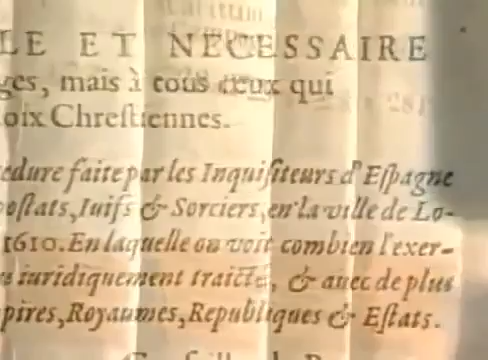 LE ET NECESSAIRE
ges, mais à tous ceux qui
oix Chreſtiennes.
edure faite par les Inquiſiteurs d'Eſpagne
oſtats, Iuifs & Sorciers, en la ville de Lo-
1610. En laquelle on voit combien l'exer-
iuridiquement traicté, & auec de plus
pires, Royaumes, Republiques & Eſtats.